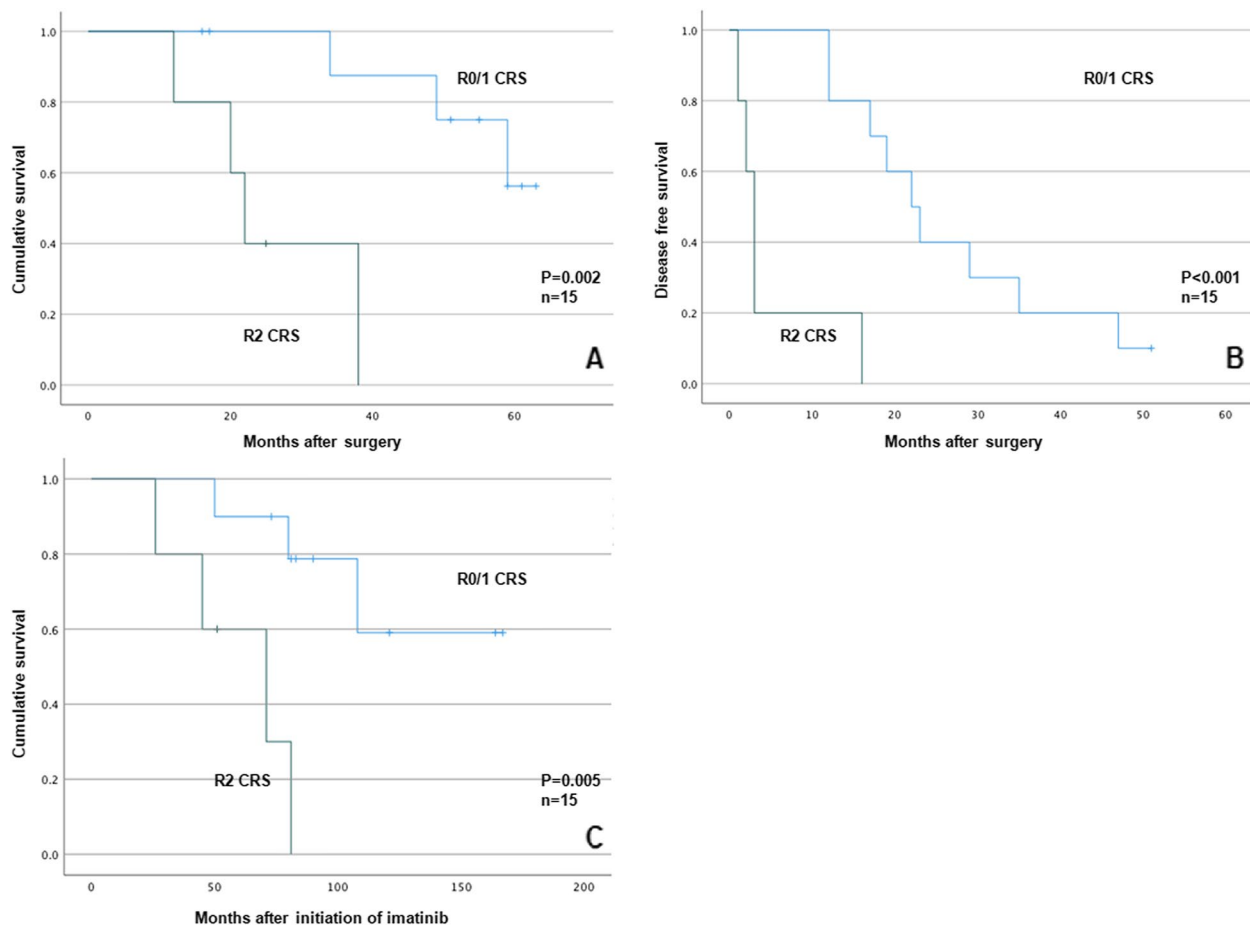 1.0
0.8
0.6
0.4
0.2
0.0
Cumulative survival
R0/1 CRS
P=0.002
n=15
R2 CRS
A
0 20 40 60
Months after surgery
1.0
0.8
0.6
0.4
0.2
0.0
Disease free survival
R0/1 CRS
P<0.001
n=15
R2 CRS
B
0 10 20 30 40 50 60
Months after surgery
1.0
0.8
0.6
0.4
0.2
0.0
Cumulative survival
R0/1 CRS
R2 CRS
P=0.005
n=15
C
0 50 100 150 200
Months after initiation of imatinib